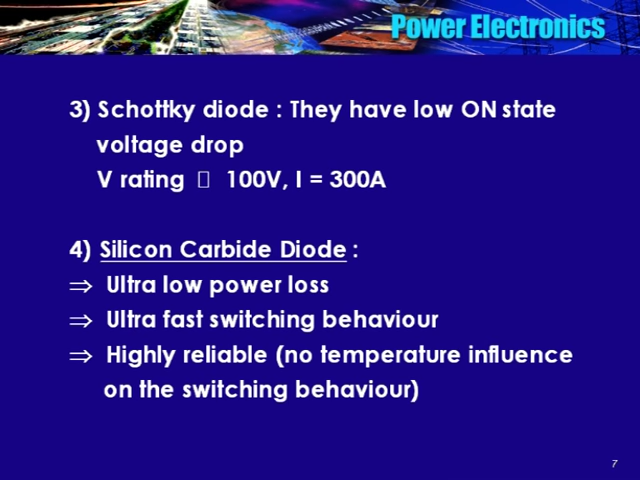 Power Electronics
3) Schottky diode : They have low ON state
voltage drop
V rating  100V, I = 300A
4) Silicon Carbide Diode :
⇒ Ultra low power loss
⇒ Ultra fast switching behaviour
⇒ Highly reliable (no temperature influence
on the switching behaviour)
7